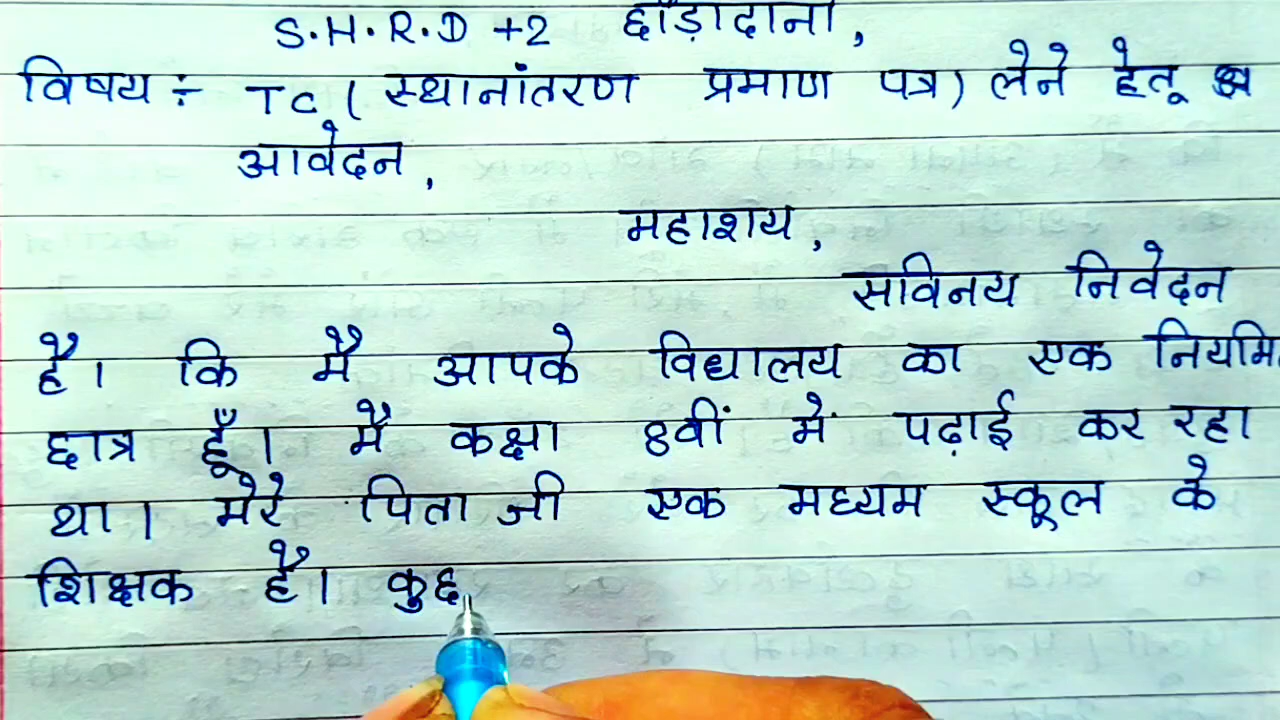 S.H.R.D +2 छौड़ादानो,
विषय ÷ TC ( स्थानांतरण प्रमाण पत्र) लेने हेतू
आवेदन,
महाशय,
सविनय निवेदन
है। कि मै आपके विद्यालय का एक नियमि
छात्र हूँ। मै कक्षा 8वीं में पढ़ाई कर रहा
था। मेरे पिता जी एक मध्यम स्कूल के
शिक्षक है। कुछ